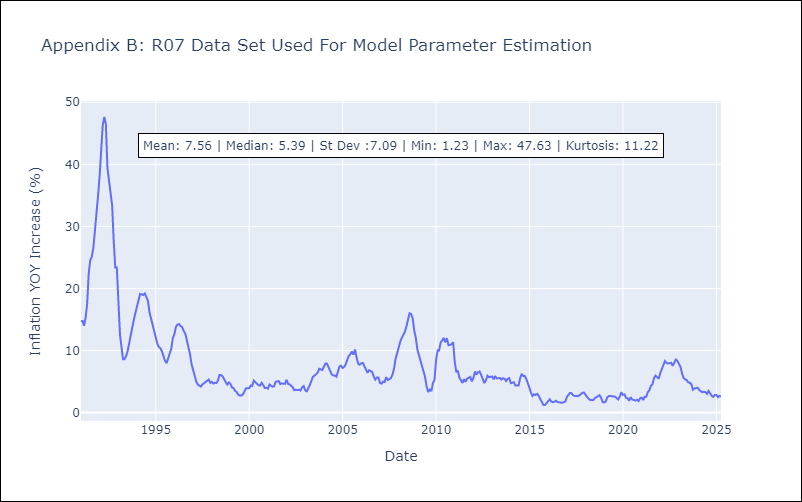 Appendix B: R07 Data Set Used For Model Parameter Estimation
50
Mean: 7.56 | Median: 5.39 | St Dev :7.09 | Min: 1.23 | Max: 47.63 | Kurtosis: 11.22
40
30
20
10
0
Inflation YOY Increase (%)
1995 2000 2005 2010 2015 2020 2025
Date